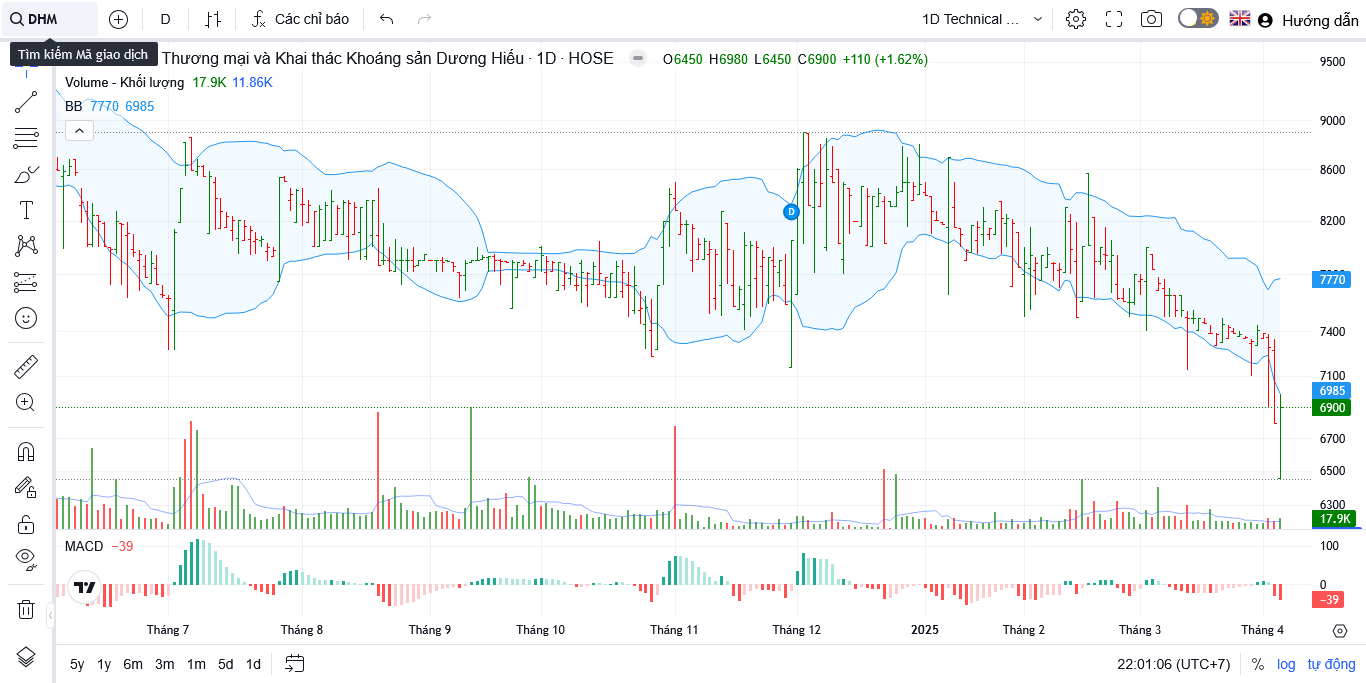 DHM
D
Các chỉ báo
1D Technical ...
Hướng dẫn
Tìm kiếm Mã giao dịch
Thương mại và Khai thác Khoáng sản Dương Hiếu · 1D · HOSE
O6450 H6980 L6450 C6900 +110 (+1.62%)
Volume - Khối lượng 17.9K 11.86K
BB 7770 6985
9500
9000
8600
8200
D
7770
7400
7100
6985
6900
6700
6500
6300
17.9K
MACD −39
100
0
−39
Tháng 7 Tháng 8 Tháng 9 Tháng 10 Tháng 11 Tháng 12 2025 Tháng 2 Tháng 3 Tháng 4
5y 1y 6m 3m 1m 5d 1d
22:01:06 (UTC+7) % log tự động